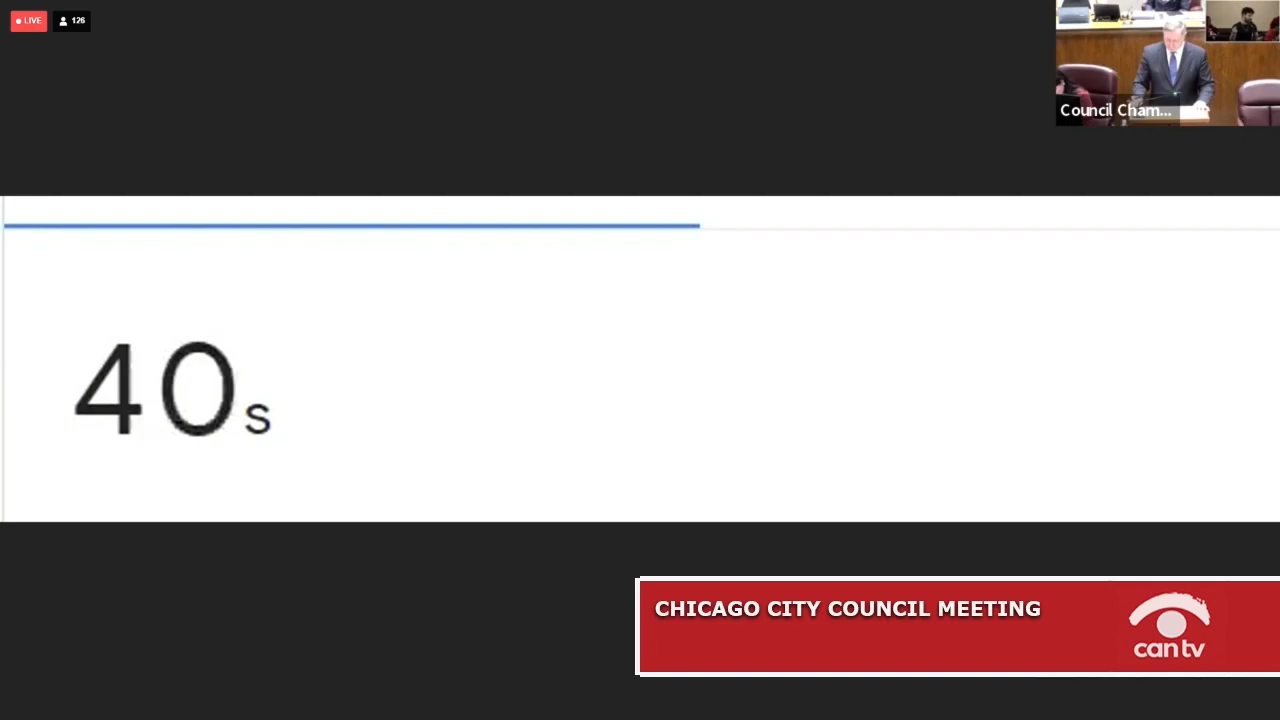 LIVE
126
Council Cham...
40s
CHICAGO CITY COUNCIL MEETING
can tv